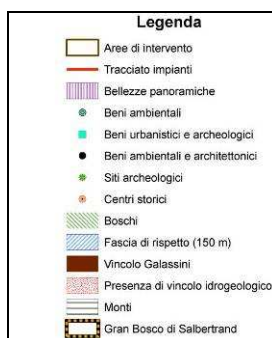 Legenda
Aree di intervento
Tracciato impianti
Bellezze panoramiche
Beni ambientali
Beni urbanistici e archeologici
Beni ambientali e architettonici
Siti archeologici
Centri storici
Boschi
Fascia di rispetto (150 m)
Vincolo Galassini
Presenza di vincolo idrogeologico
Monti
Gran Bosco di Salbertrand